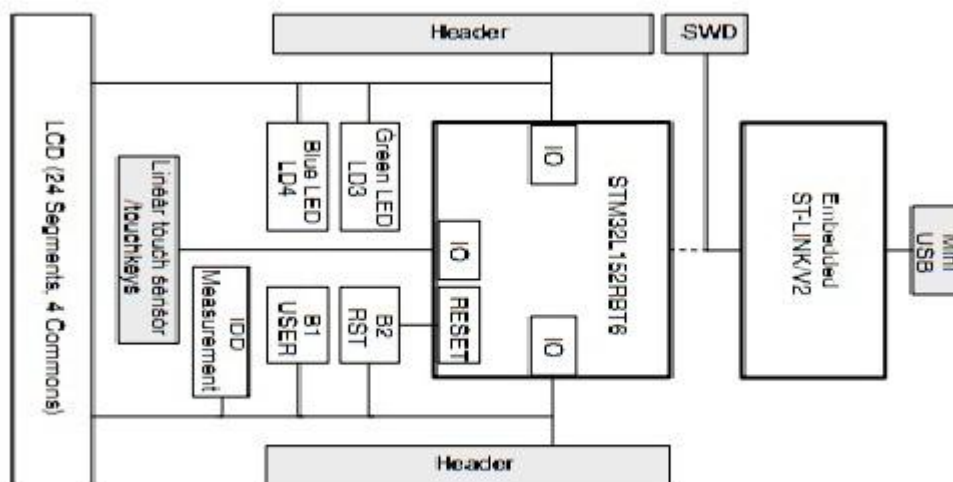 Header
SWD
LCD (24 Segments, 4 Commons)
Linear touch sensor
/touchkeys
Blue LED
LD4
Green LED
LD3
IO
STM32L152RBT6
Embedded
ST-LINK/V2
Mini
USB
IO
IDD
Measurement
B1
USER
B2
RST
RESET
IO
Header